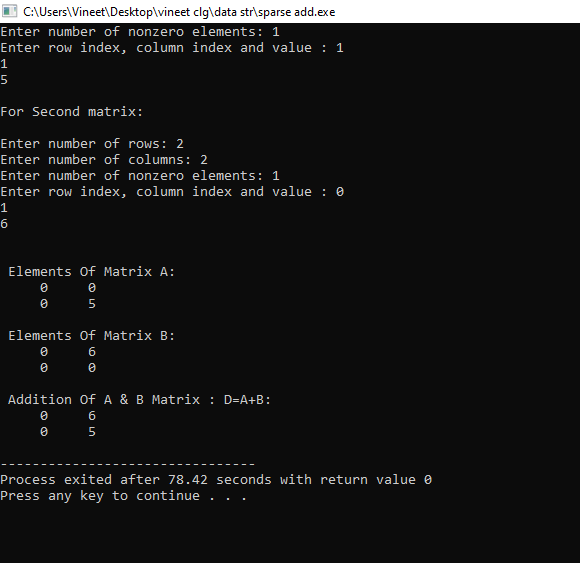 C:\Users\Vineet\Desktop\vineet clg\data str\sparse add.exe
Enter number of nonzero elements: 1
Enter row index, column index and value : 1
1
5
For Second matrix:
Enter number of rows: 2
Enter number of columns: 2
Enter number of nonzero elements: 1
Enter row index, column index and value : 0
1
6
Elements Of Matrix A:
0 0
0 5
Elements Of Matrix B:
0 6
0 0
Addition Of A & B Matrix : D=A+B:
0 6
0 5
--------------------------------
Process exited after 78.42 seconds with return value 0
Press any key to continue . . .